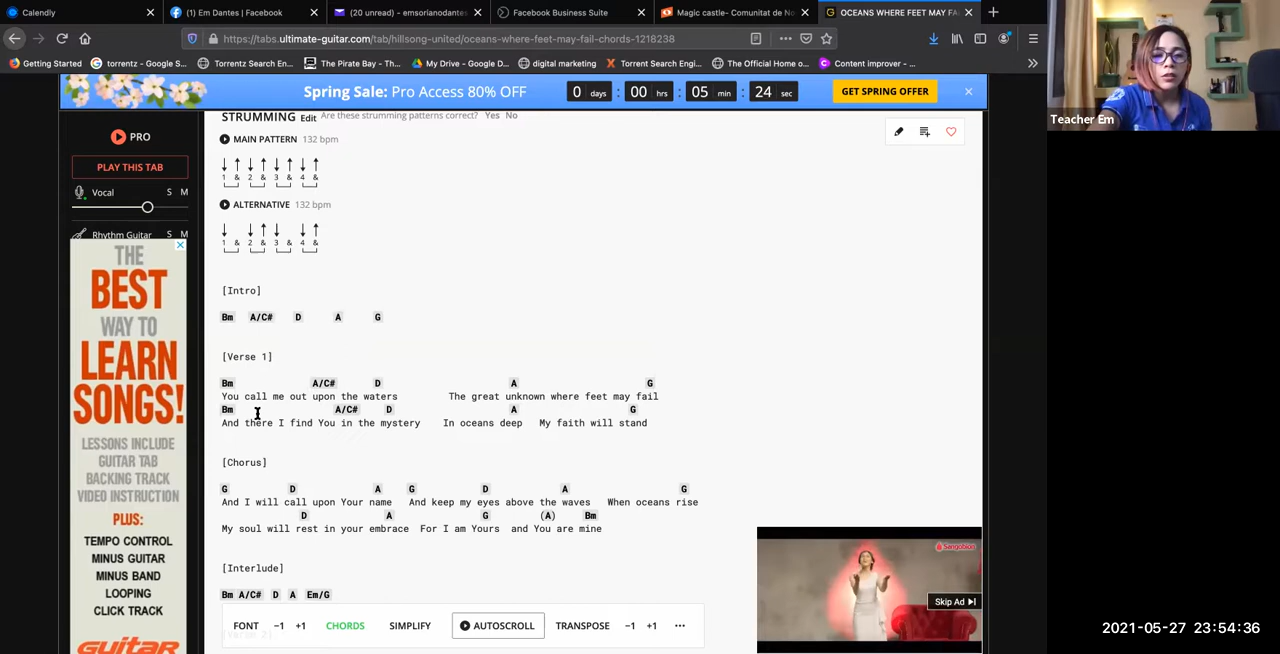 Calendly
(1) Em Dantes | Facebook
(20 unread) - emsorianodantes
Facebook Business Suite
Magic castle- Comunitat de No
OCEANS WHERE FEET MAY FA
https://tabs.ultimate-guitar.com/tab/hillsong-united/oceans-where-feet-may-fail-chords-1218238
Getting Started
torrentz - Google S...
Torrentz Search En...
The Pirate Bay - Th...
My Drive - Google D...
digital marketing
Torrent Search Engi...
The Official Home o...
Content Improver - ...
Spring Sale: Pro Access 80% OFF
0 days : 00 hrs : 05 min : 24 sec
GET SPRING OFFER
Teacher Em
PRO
PLAY THIS TAB
Vocal S M
Rhythm Guitar S M
THE
BEST
WAY TO
LEARN
SONGS!
LESSONS INCLUDE
GUITAR TAB
BACKING TRACK
VIDEO INSTRUCTION
PLUS:
TEMPO CONTROL
MINUS GUITAR
MINUS BAND
LOOPING
CLICK TRACK
guitar
STRUMMING Edit Are these strumming patterns correct? Yes No
MAIN PATTERN 132 bpm
1 & 2 & 3 & 4 &
ALTERNATIVE 132 bpm
1 & 2 & 3 & 4 &
[Intro]
Bm A/C# D A G
[Verse 1]
Bm A/C# D A G
You call me out upon the waters The great unknown where feet may fail
Bm A/C# D A G
And there I find You in the mystery In oceans deep My faith will stand
[Chorus]
G D A G D A G
And I will call upon Your name And keep my eyes above the waves When oceans rise
D A G (A) Bm
My soul will rest in your embrace For I am Yours and You are mine
[Interlude]
Bm A/C# D A Em/G
FONT −1 +1 CHORDS SIMPLIFY AUTOSCROLL TRANSPOSE −1 +1
Sangobion
Skip Ad
2021-05-27 23:54:36